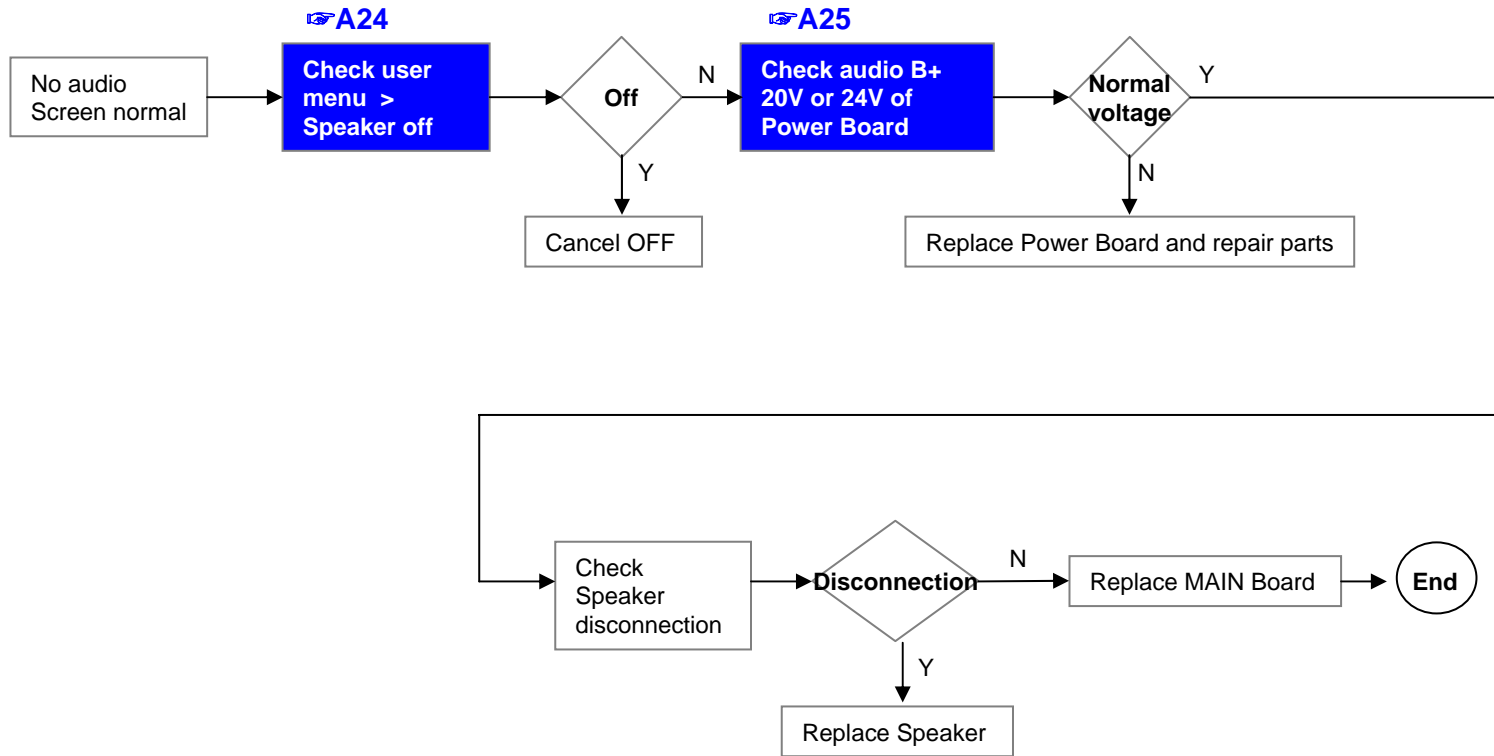 ☞A24
☞A25
No audio
Screen normal
Check user
menu >
Speaker off
Off
N
Check audio B+
20V or 24V of
Power Board
Normal
voltage
Y
Y
N
Cancel OFF
Replace Power Board and repair parts
Check
Speaker
disconnection
Disconnection
N
Replace MAIN Board
End
Y
Replace Speaker